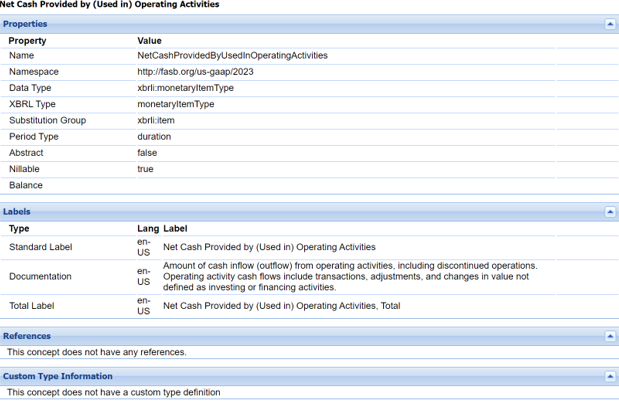 Net Cash Provided by (Used in) Operating Activities
Properties
Property Value
Name NetCashProvidedByUsedInOperatingActivities
Namespace http://fasb.org/us-gaap/2023
Data Type xbrli:monetaryItemType
XBRL Type monetaryItemType
Substitution Group xbrli:item
Period Type duration
Abstract false
Nillable true
Balance
Labels
Type Lang Label
Standard Label en-US Net Cash Provided by (Used in) Operating Activities
Documentation en-US Amount of cash inflow (outflow) from operating activities, including discontinued operations.
Operating activity cash flows include transactions, adjustments, and changes in value not
defined as investing or financing activities.
Total Label en-US Net Cash Provided by (Used in) Operating Activities, Total
References
This concept does not have any references.
Custom Type Information
This concept does not have a custom type definition